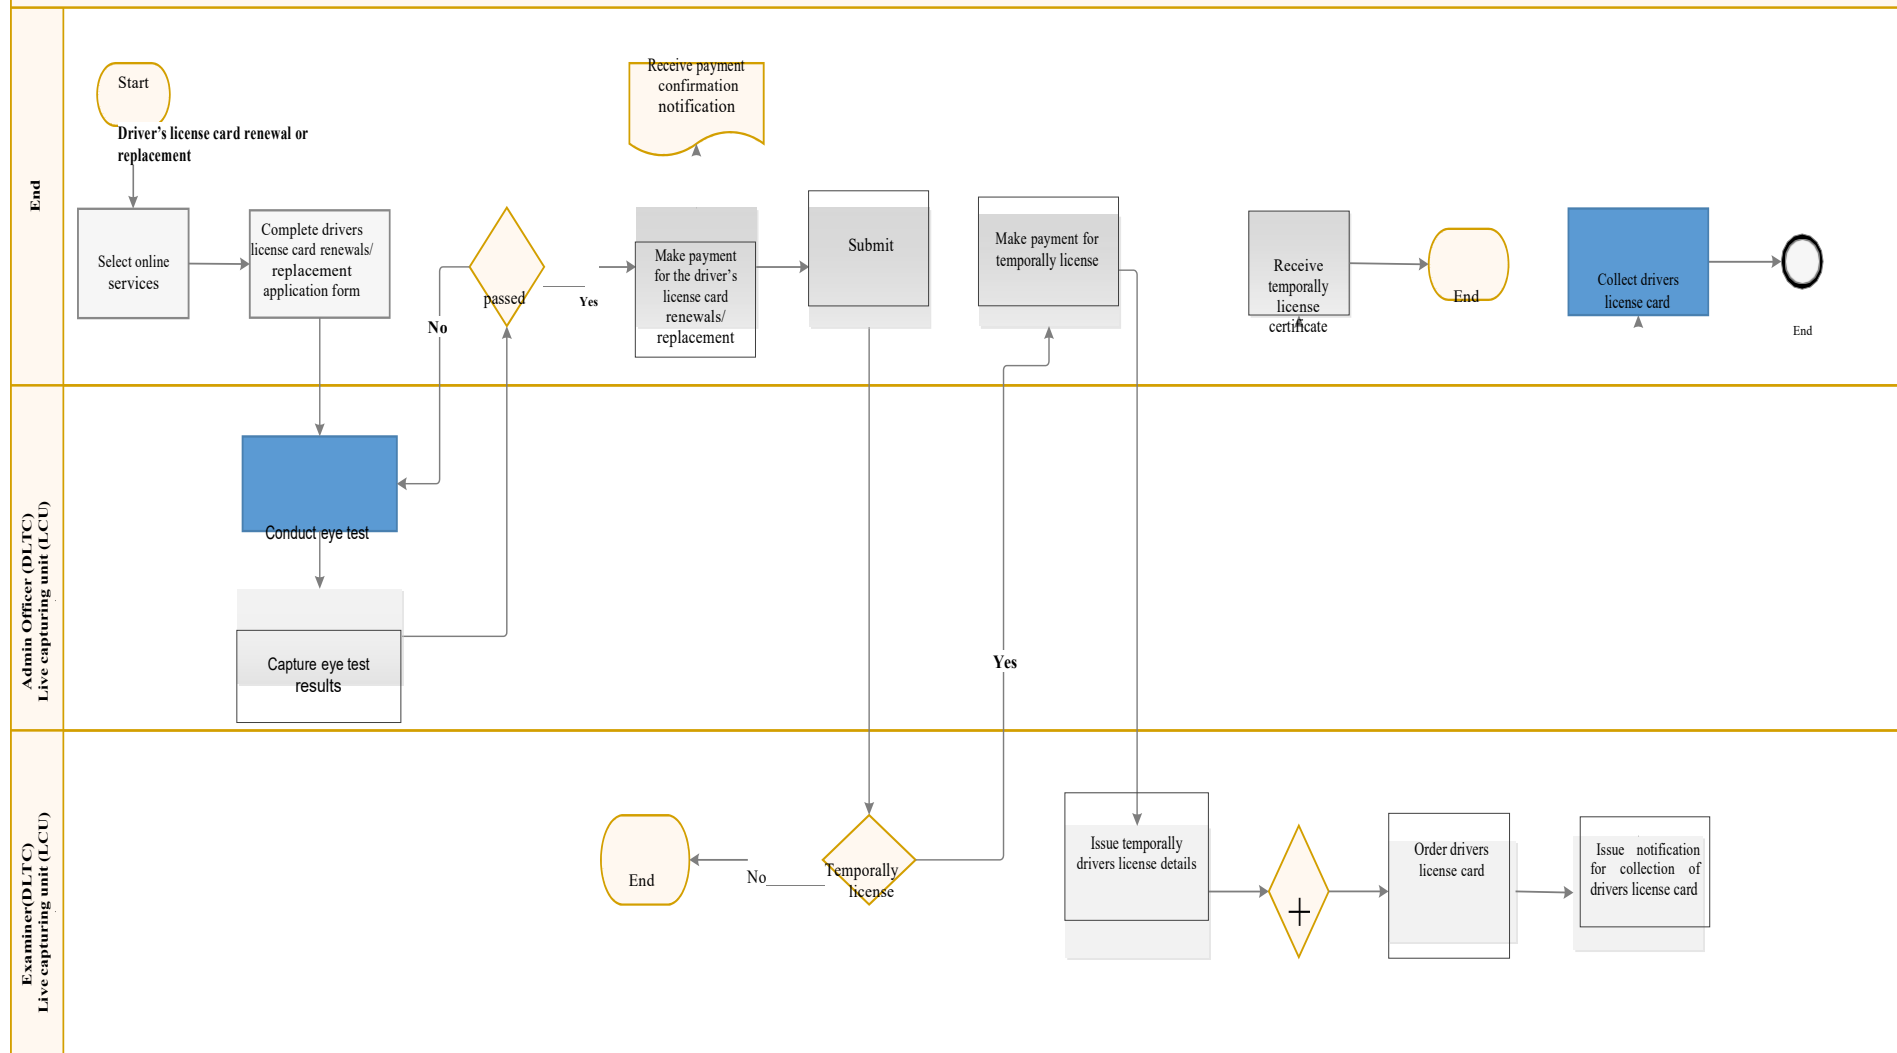 End
Start
Driver’s license card renewal or
replacement
Select online
services
Complete drivers
license card renewals/
replacement
application form
passed
No
Yes
Receive payment
confirmation
notification
Make payment
for the driver’s
license card
renewals/
replacement
Submit
Make payment for
temporally license
Receive
temporally
license
certificate
End
Collect drivers
license card
End
Admin Officer (DLTC)
Live capturing unit (LCU)
Conduct eye test
Capture eye test
results
Yes
Examiner(DLTC)
Live capturing unit (LCU)
End
No
Temporally
license
Issue temporally
drivers license details
Order drivers
license card
Issue notification
for collection of
drivers license card